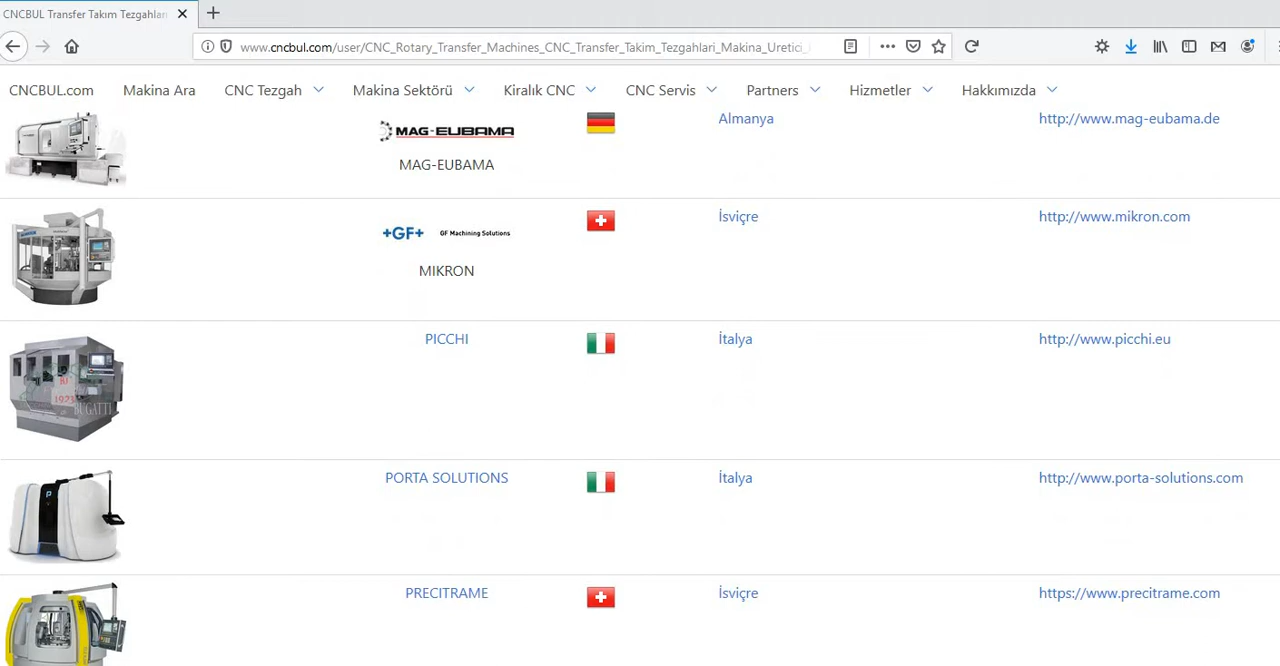 CNCBUL Transfer Takım Tezgahları
www.cncbul.com/user/CNC_Rotary_Transfer_Machines_CNC_Transfer_Takim_Tezgahlari_Makina_Uretici_
CNCBUL.com Makina Ara CNC Tezgah Makina Sektörü Kiralık CNC CNC Servis Partners Hizmetler Hakkımızda
MAG-EUBAMA Almanya http://www.mag-eubama.de
MAG-EUBAMA
İsviçre http://www.mikron.com
+GF+ GF Machining Solutions
MIKRON
PICCHI İtalya http://www.picchi.eu
1923
BUGATTI
PORTA SOLUTIONS İtalya http://www.porta-solutions.com
PRECITRAME İsviçre https://www.precitrame.com